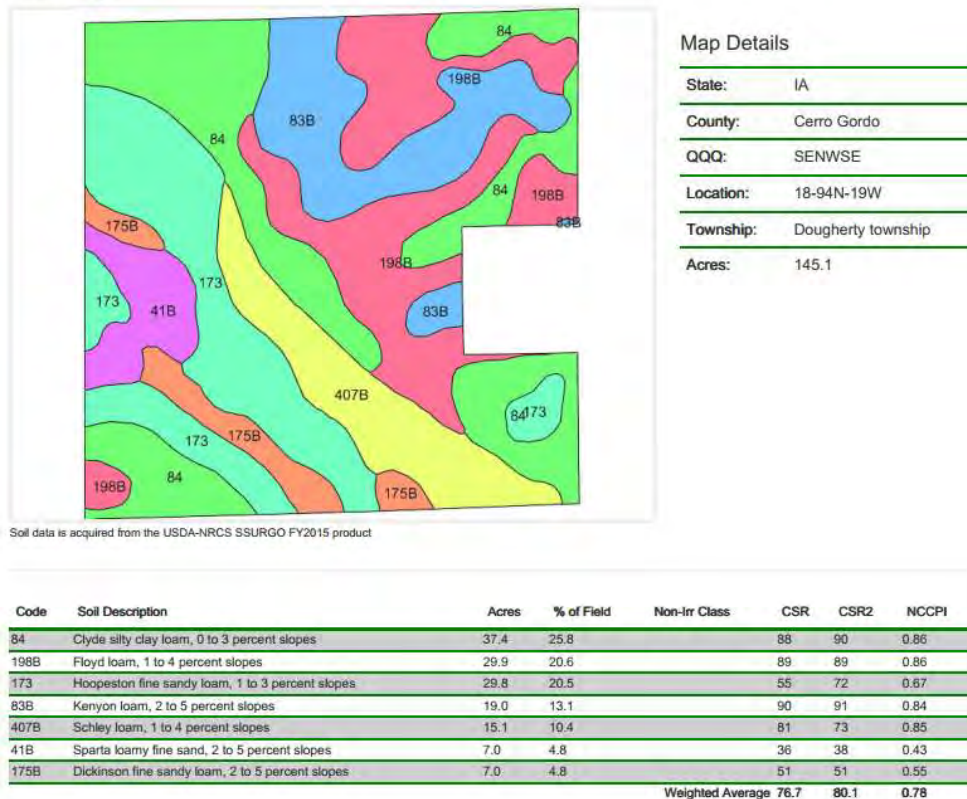 84
198B
83B
84
84
198B
83B
175B
198B
173
173
41B
83B
407B
84173
175B
173
84
198B
175B
Map Details
State: IA
County: Cerro Gordo
QQQ: SENWSE
Location: 18-94N-19W
Township: Dougherty township
Acres: 145.1
Soil data is acquired from the USDA-NRCS SSURGO FY2015 product
Code Soil Description Acres % of Field Non-Irr Class CSR CSR2 NCCPI
84 Clyde silty clay loam, 0 to 3 percent slopes 37.4 25.8 88 90 0.86
198B Floyd loam, 1 to 4 percent slopes 29.9 20.6 89 89 0.86
173 Hoopeston fine sandy loam, 1 to 3 percent slopes 29.8 20.5 55 72 0.67
83B Kenyon loam, 2 to 5 percent slopes 19.0 13.1 90 91 0.84
407B Schley loam, 1 to 4 percent slopes 15.1 10.4 81 73 0.85
41B Sparta loamy fine sand, 2 to 5 percent slopes 7.0 4.8 36 38 0.43
175B Dickinson fine sandy loam, 2 to 5 percent slopes 7.0 4.8 51 51 0.55
Weighted Average 76.7 80.1 0.78